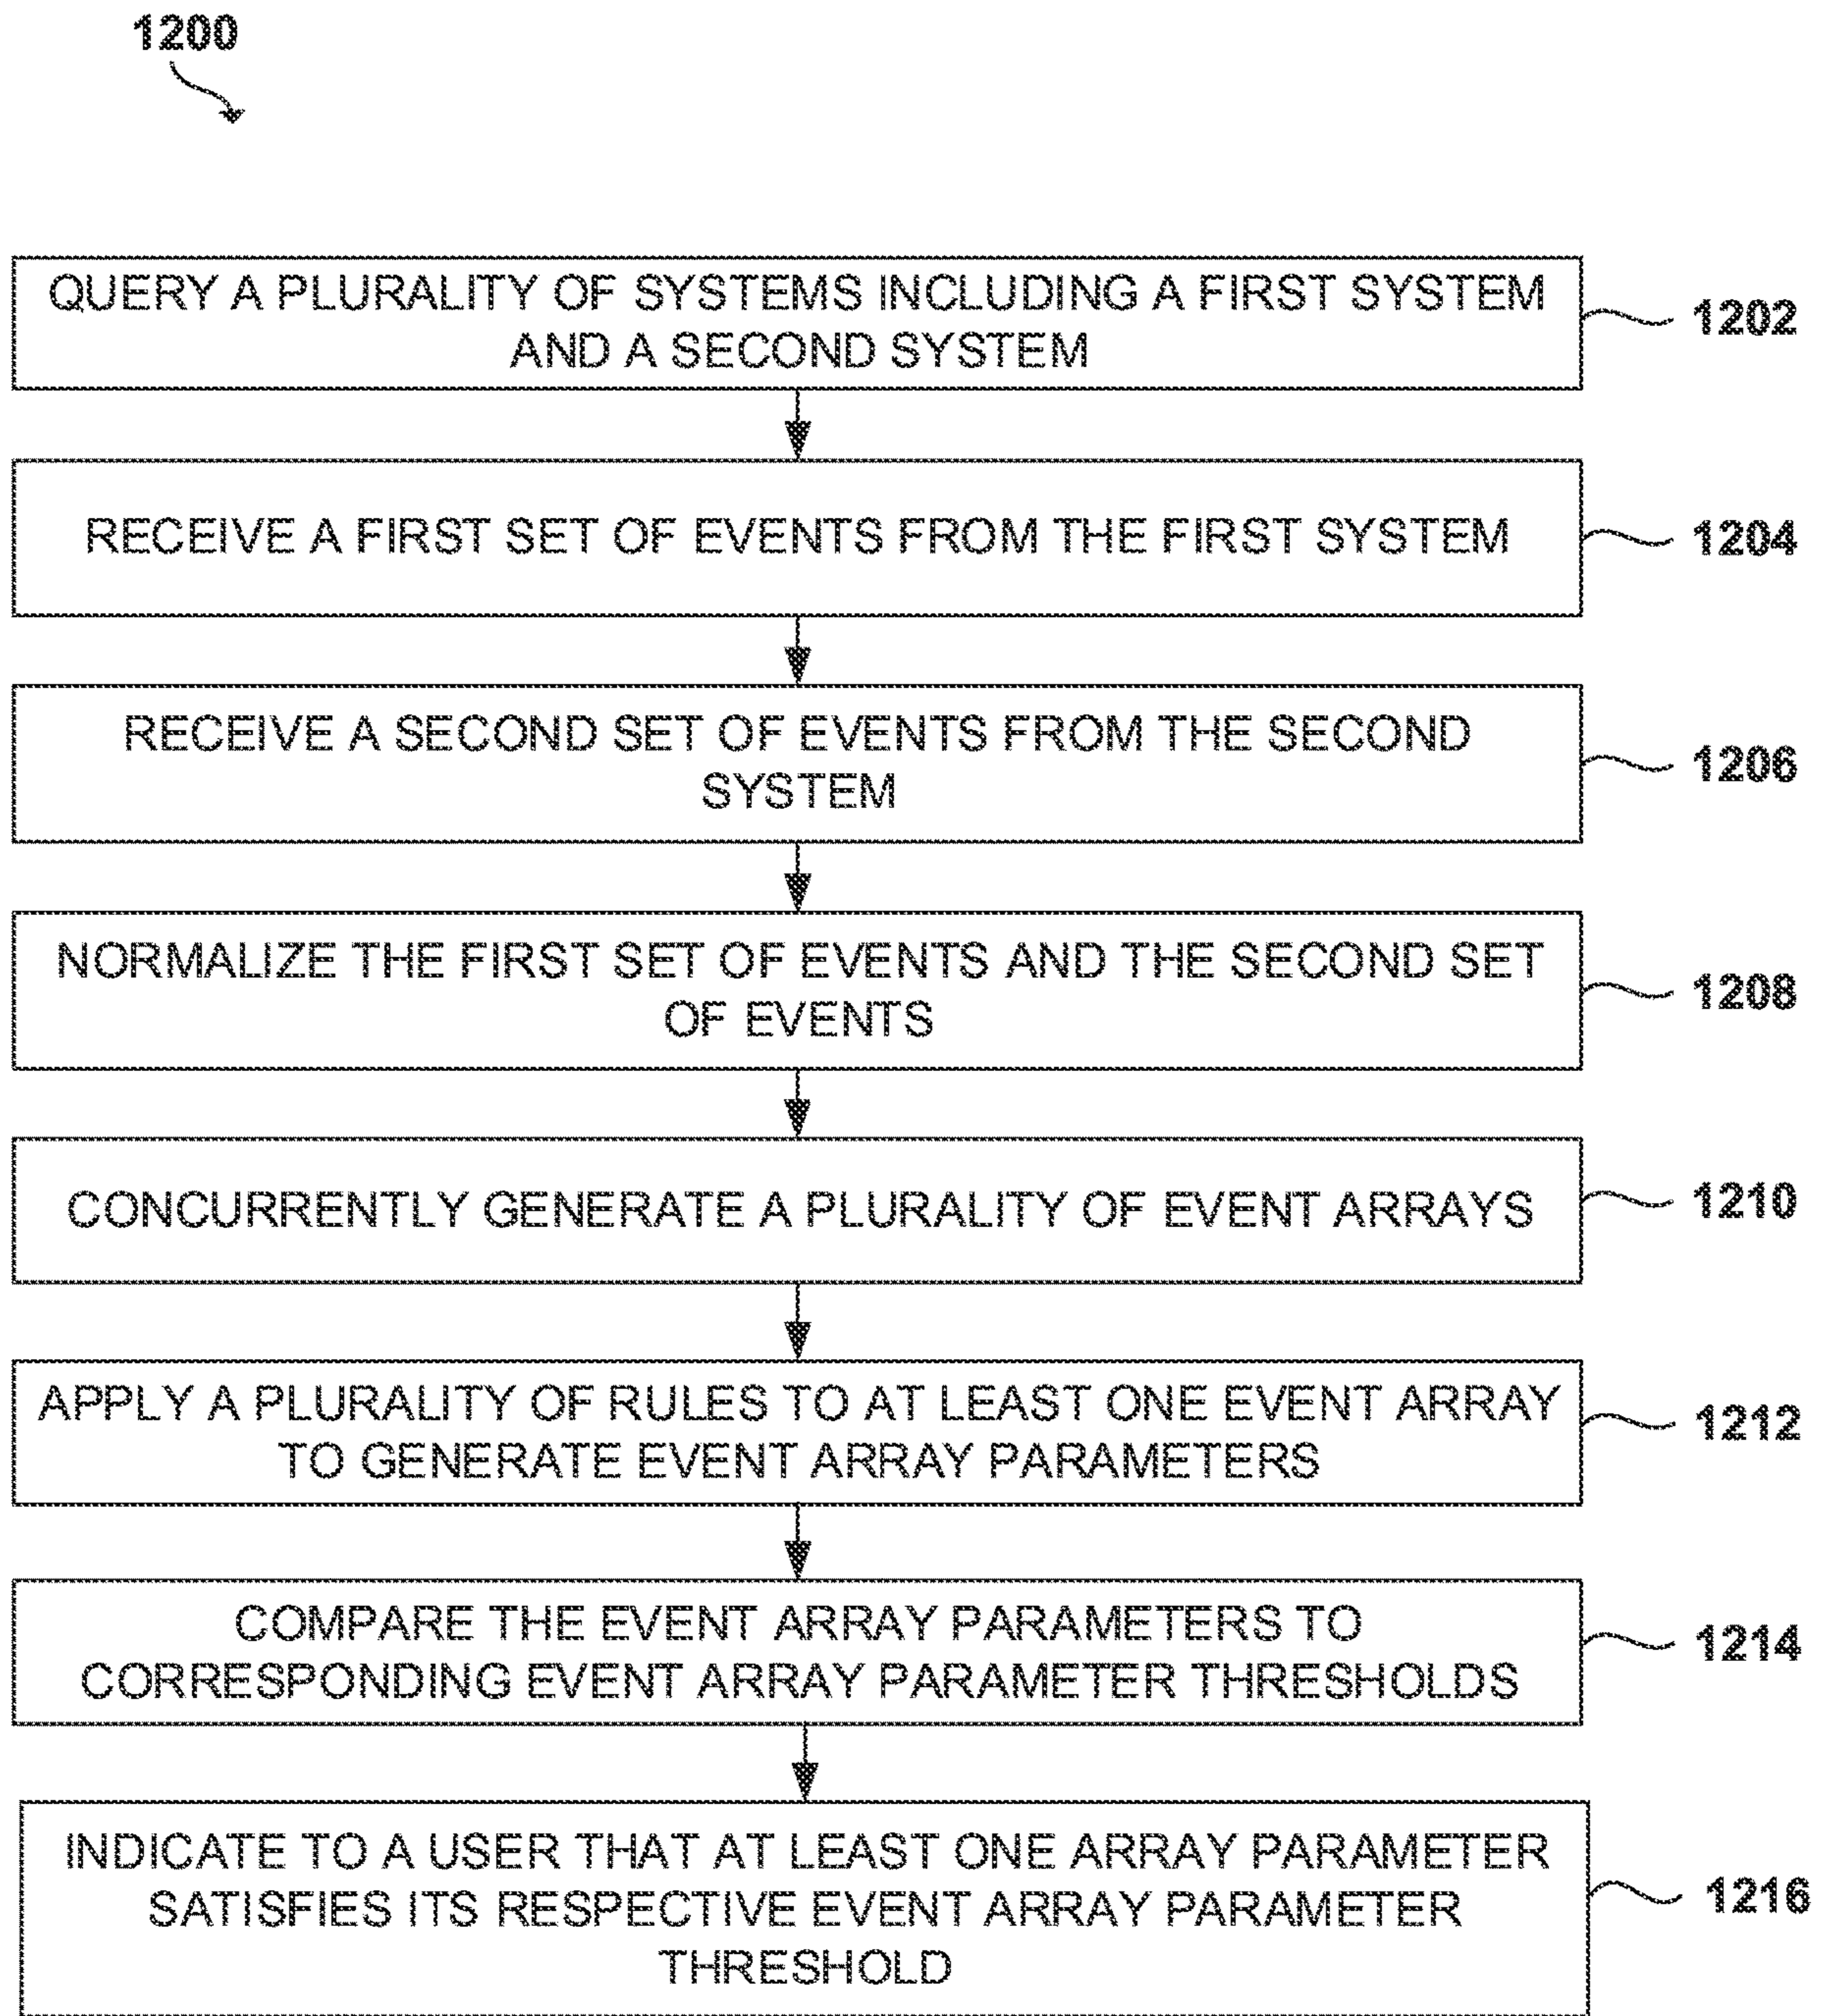 1200
QUERY A PLURALITY OF SYSTEMS INCLUDING A FIRST SYSTEM
AND A SECOND SYSTEM
1202
RECEIVE A FIRST SET OF EVENTS FROM THE FIRST SYSTEM
1204
RECEIVE A SECOND SET OF EVENTS FROM THE SECOND
SYSTEM
1206
NORMALIZE THE FIRST SET OF EVENTS AND THE SECOND SET
OF EVENTS
1208
CONCURRENTLY GENERATE A PLURALITY OF EVENT ARRAYS
1210
APPLY A PLURALITY OF RULES TO AT LEAST ONE EVENT ARRAY
TO GENERATE EVENT ARRAY PARAMETERS
1212
COMPARE THE EVENT ARRAY PARAMETERS TO
CORRESPONDING EVENT ARRAY PARAMETER THRESHOLDS
1214
INDICATE TO A USER THAT AT LEAST ONE ARRAY PARAMETER
SATISFIES ITS RESPECTIVE EVENT ARRAY PARAMETER
THRESHOLD
1216